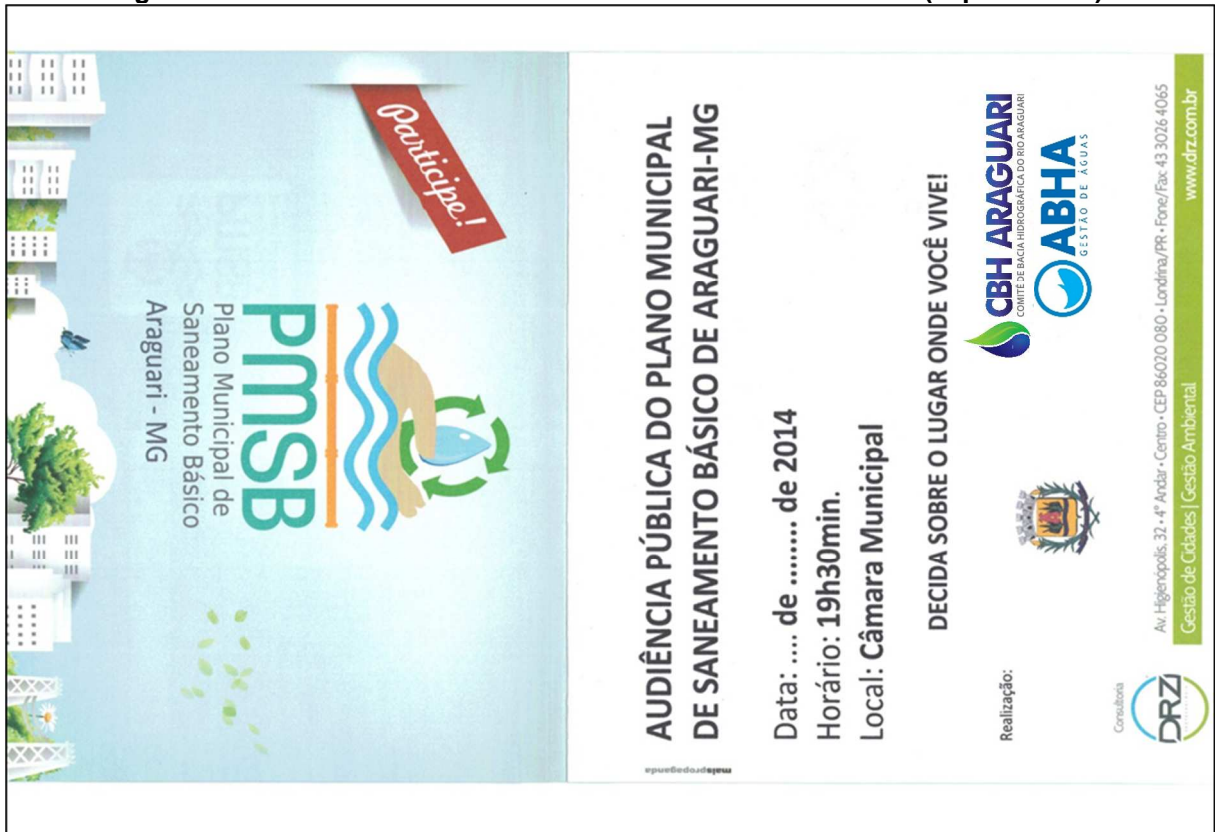 Participe!
PMSB
Plano Municipal de
Saneamento Básico
Araguari - MG
AUDIÊNCIA PÚBLICA DO PLANO MUNICIPAL
DE SANEAMENTO BÁSICO DE ARAGUARI-MG
Data: .... de ....... de 2014
Horário: 19h30min.
Local: Câmara Municipal
DECIDA SOBRE O LUGAR ONDE VOCÊ VIVE!
Realização:
CBH ARAGUARI
COMITÊ DE BACIA HIDROGRÁFICA DO RIO ARAGUARI
ABHA
GESTÃO DE ÁGUAS
Consultoria
DRZ
Av. Higienópolis, 32 • 4° Andar • Centro • CEP 86020 080 • Londrina/PR • Fone/Fax: 43 3026 4065
Gestão de Cidades | Gestão Ambiental
www.drz.com.br
maispropaganda